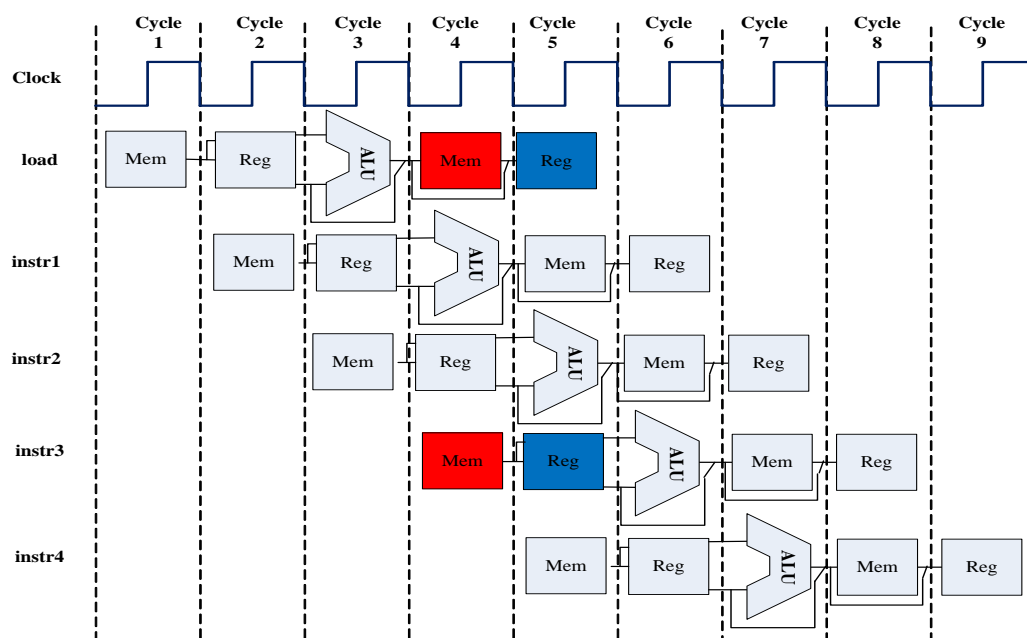 Cycle 1 Cycle 2 Cycle 3 Cycle 4 Cycle 5 Cycle 6 Cycle 7 Cycle 8 Cycle 9
Clock
load Mem Reg ALU Mem Reg
instr1 Mem Reg ALU Mem Reg
instr2 Mem Reg ALU Mem Reg
instr3 Mem Reg ALU Mem Reg
instr4 Mem Reg ALU Mem Reg